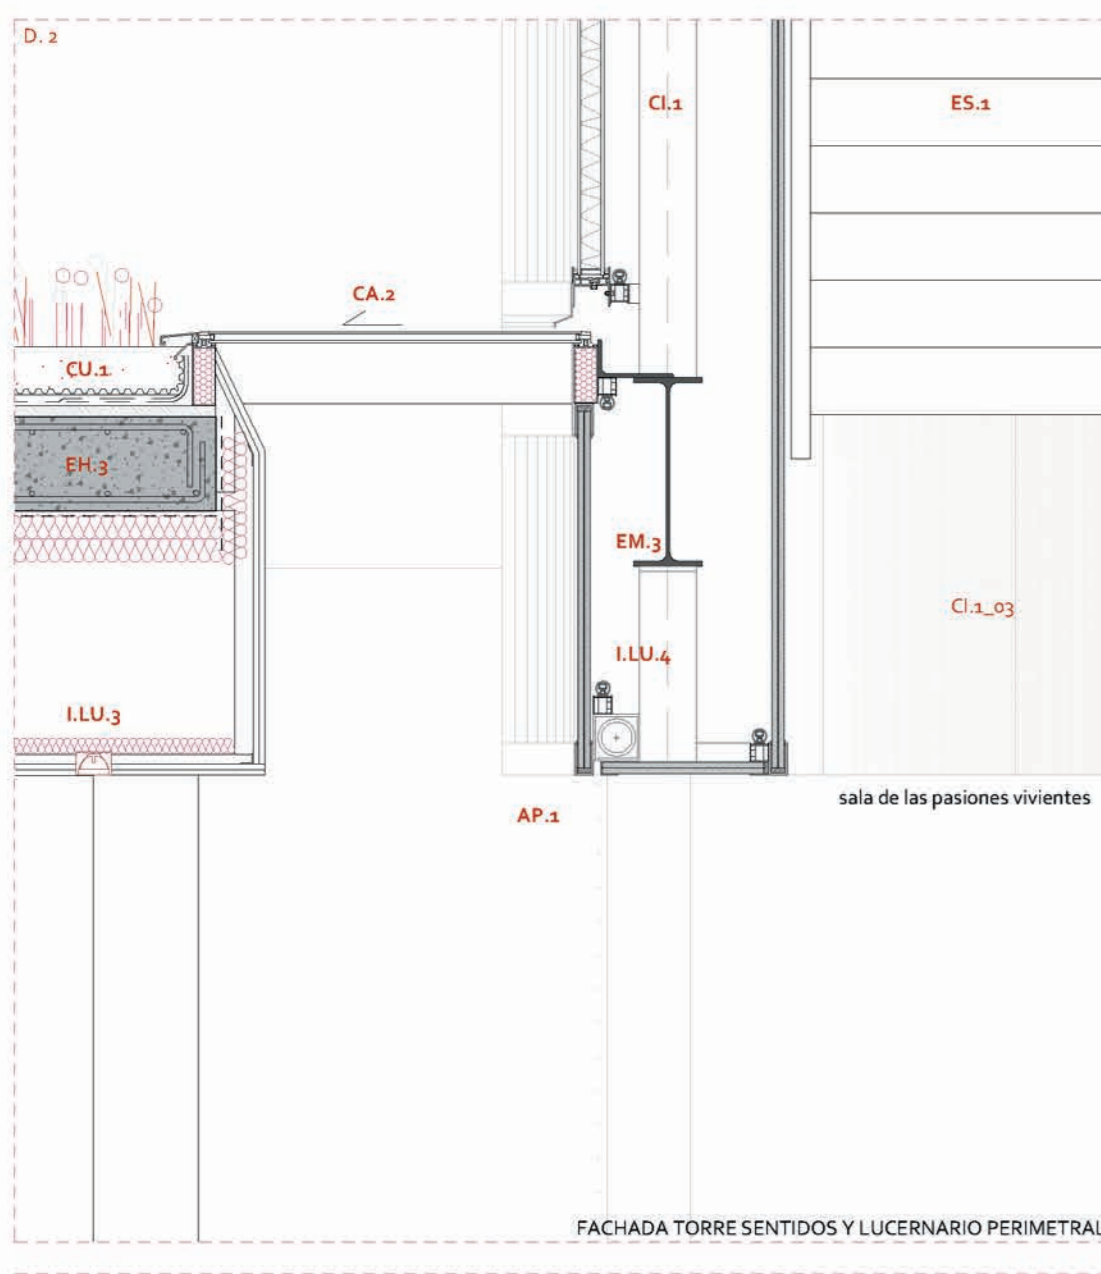 D. 2
CI.1
ES.1
CA.2
CU.1
EH.3
EM.3
CI.1_03
I.LU.4
I.LU.3
sala de las pasiones vivientes
AP.1
FACHADA TORRE SENTIDOS Y LUCERNARIO PERIMETRAL